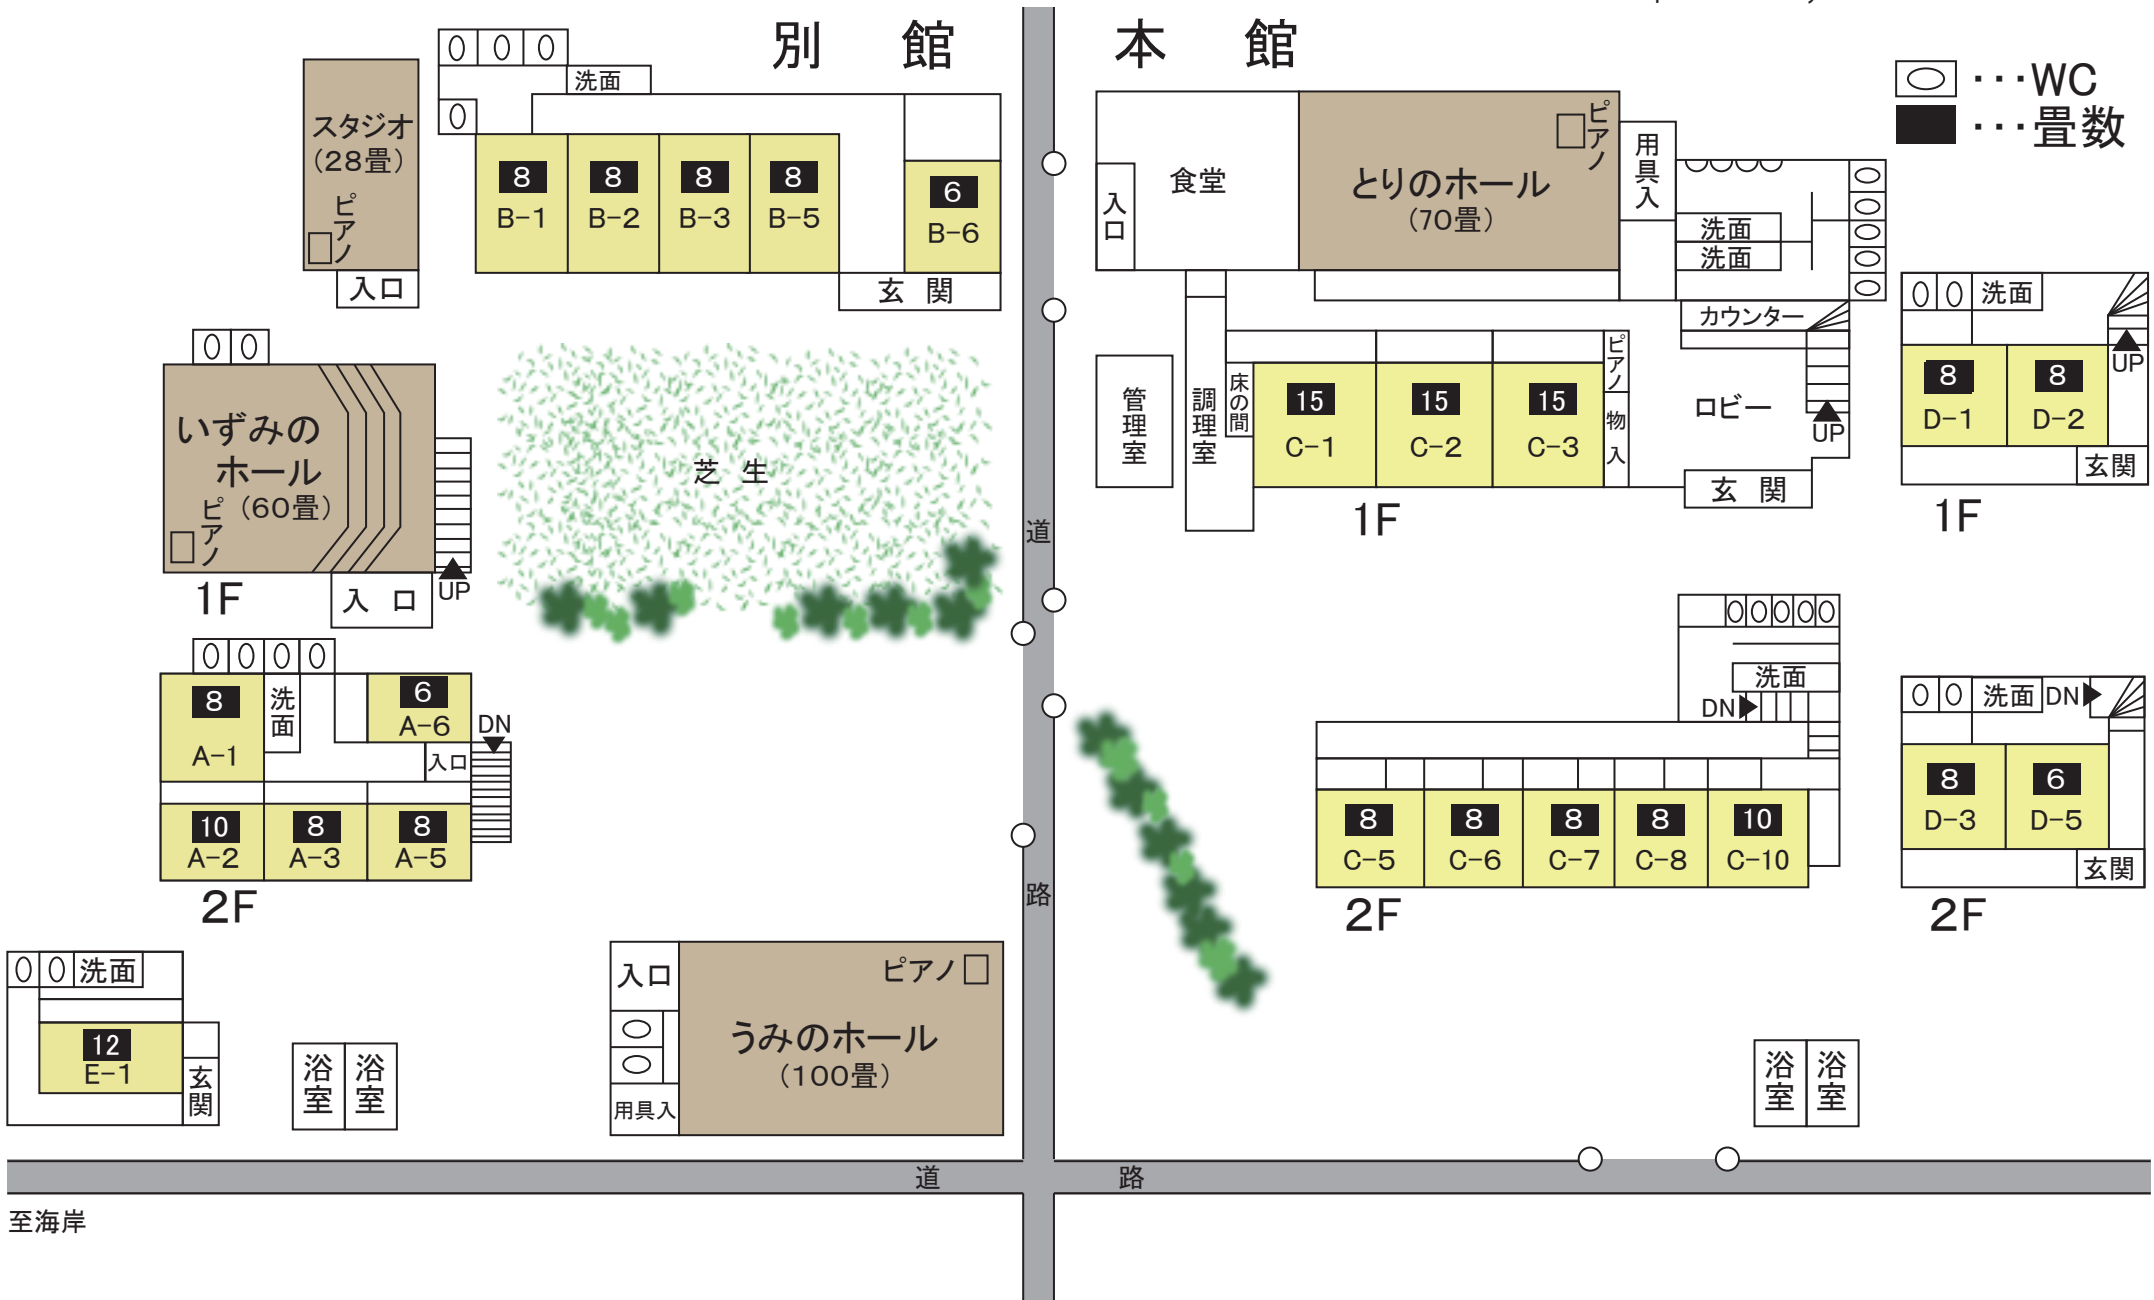 別 館
本 館
･･･WC
･･･畳数
洗面
スタジオ
（28畳）
ピアノ
入口
8
B-1
8
B-2
8
B-3
8
B-5
6
B-6
玄 関
いずみの
ホール
（60畳）
ピアノ
1F
入 口
UP
芝 生
8
A-1
洗面
6
A-6
DN
入口
10
A-2
8
A-3
8
A-5
2F
洗面
12
E-1
玄関
浴室
浴室
入口
用具入
ピアノ
うみのホール
（100畳）
道
路
道
路
至海岸
入口
食堂
とりのホール
（70畳）
ピアノ
用具入
洗面
洗面
カウンター
管理室
調理室
床の間
15
C-1
15
C-2
15
C-3
ピアノ
物入
ロビー
UP
玄 関
1F
洗面
UP
8
D-1
8
D-2
玄関
1F
洗面
DN
8
C-5
8
C-6
8
C-7
8
C-8
10
C-10
2F
洗面
DN
8
D-3
6
D-5
玄関
2F
浴室
浴室